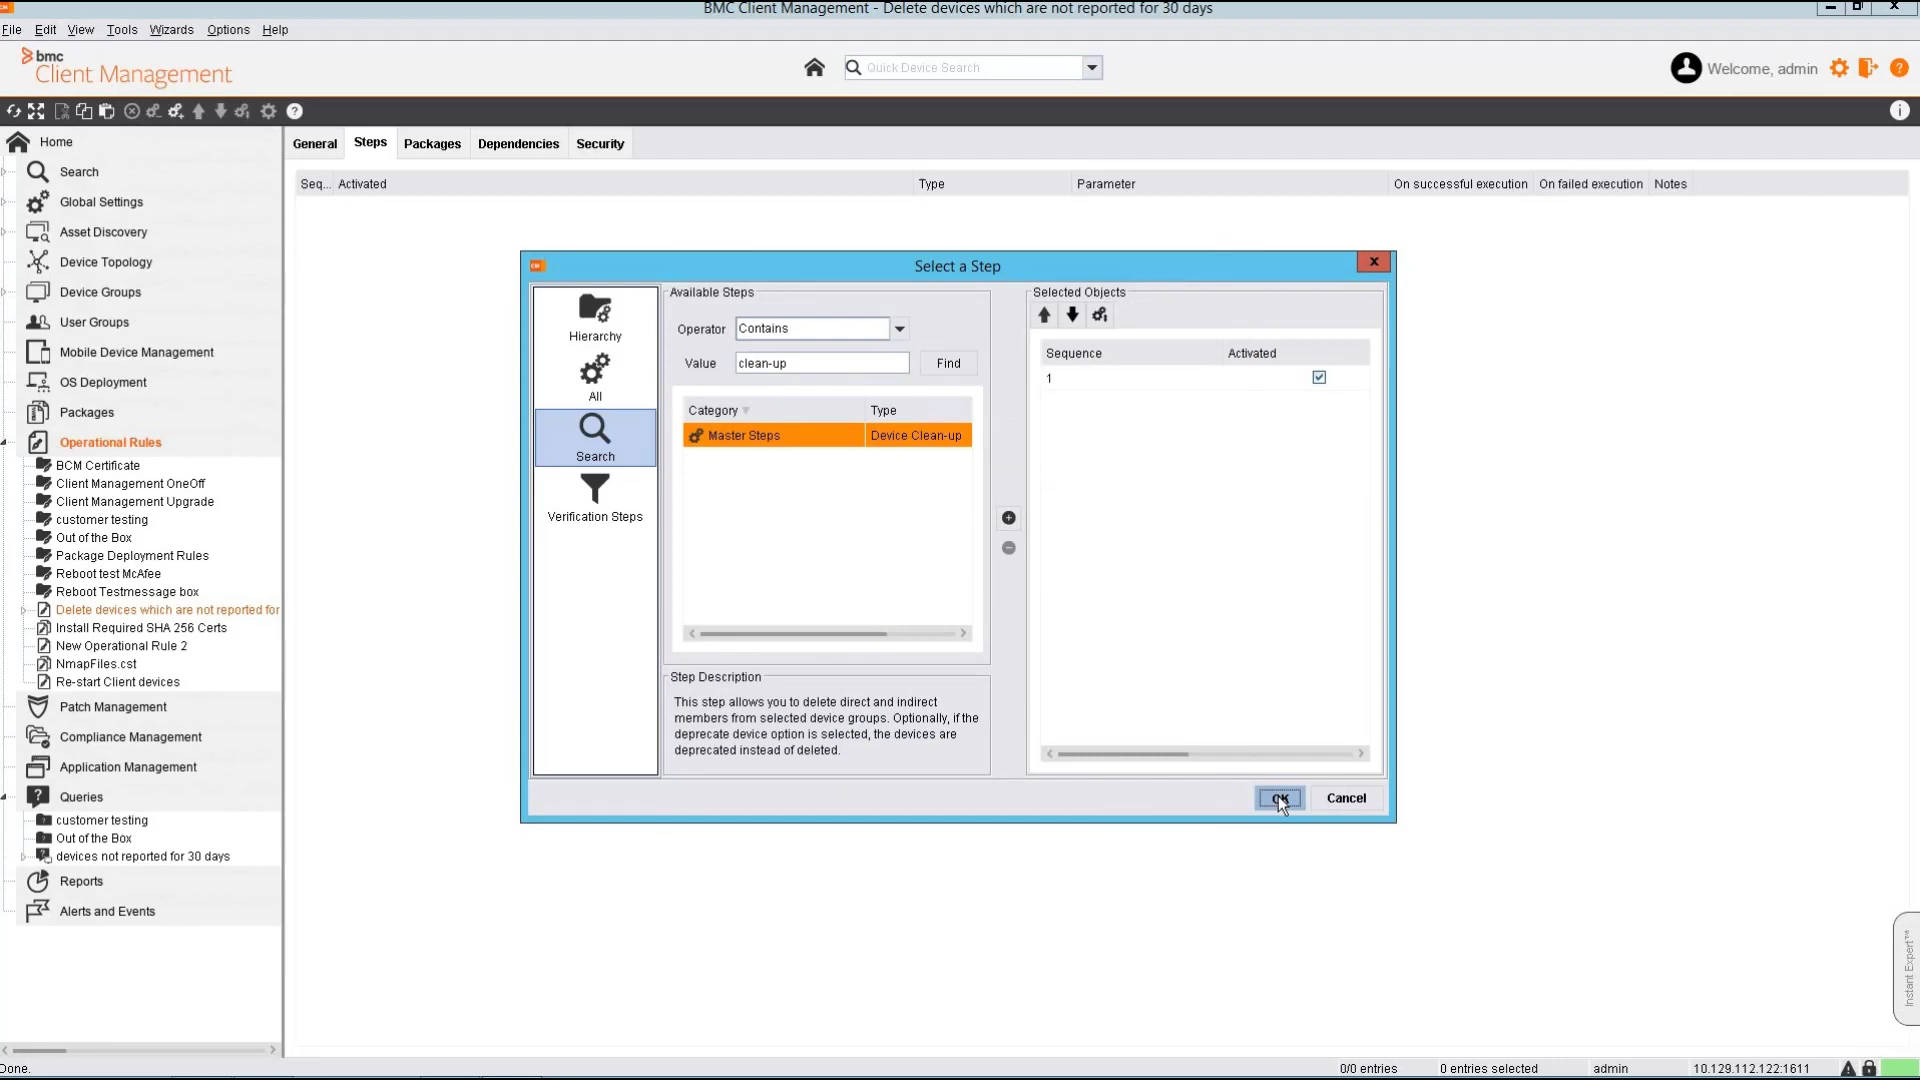 BMC Client Management - Delete devices which are not reported for 30 days
File Edit View Tools Wizards Options Help
bmc
Client Management
Quick Device Search
Welcome, admin
Home
Search
Global Settings
Asset Discovery
Device Topology
Device Groups
User Groups
Mobile Device Management
OS Deployment
Packages
Operational Rules
BCM Certificate
Client Management OneOff
Client Management Upgrade
customer testing
Out of the Box
Package Deployment Rules
Reboot test McAfee
Reboot Testmessage box
Delete devices which are not reported for
Install Required SHA 256 Certs
New Operational Rule 2
NmapFiles.cst
Re-start Client devices
Patch Management
Compliance Management
Application Management
Queries
customer testing
Out of the Box
devices not reported for 30 days
Reports
Alerts and Events
General Steps Packages Dependencies Security
Seq... Activated Type Parameter On successful execution On failed execution Notes
Select a Step
Hierarchy
All
Search
Verification Steps
Available Steps
Operator Contains
Value clean-up Find
Category Type
Master Steps Device Clean-up
Step Description
This step allows you to delete direct and indirect
members from selected device groups. Optionally, if the
deprecate device option is selected, the devices are
deprecated instead of deleted.
Selected Objects
Sequence Activated
1
OK Cancel
Instant Expert™
Done. 0/0 entries 0 entries selected admin 10.129.112.122:1611